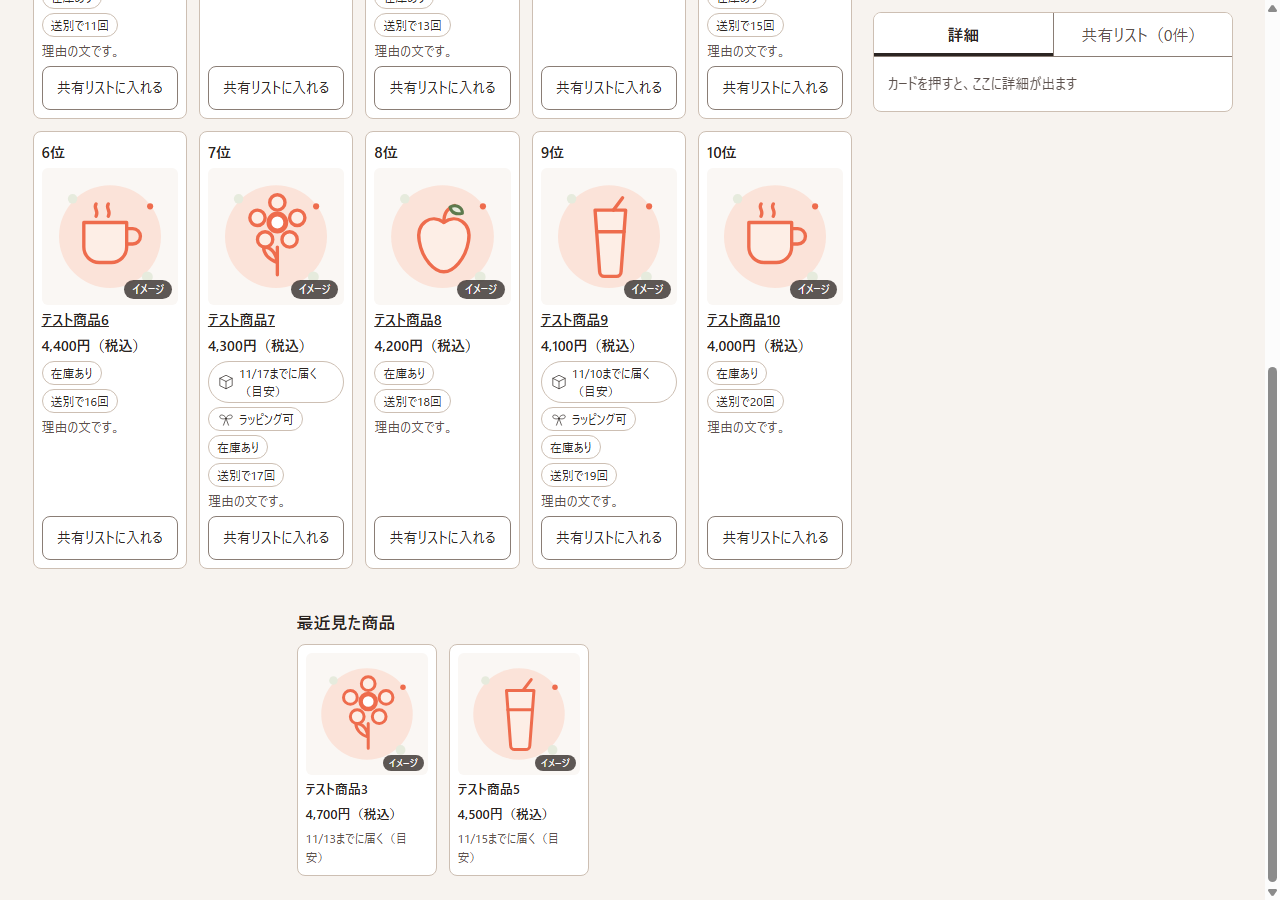 送別で11回
理由の文です。
共有リストに入れる
共有リストに入れる
送別で13回
理由の文です。
共有リストに入れる
共有リストに入れる
送別で15回
理由の文です。
共有リストに入れる
詳細
共有リスト（0件）
カードを押すと、ここに詳細が出ます
6位
イメージ
テスト商品6
4,400円（税込）
在庫あり
送別で16回
理由の文です。
共有リストに入れる
7位
イメージ
テスト商品7
4,300円（税込）
11/17までに届く
（目安）
ラッピング可
在庫あり
送別で17回
理由の文です。
共有リストに入れる
8位
イメージ
テスト商品8
4,200円（税込）
在庫あり
送別で18回
理由の文です。
共有リストに入れる
9位
イメージ
テスト商品9
4,100円（税込）
11/10までに届く
（目安）
ラッピング可
在庫あり
送別で19回
理由の文です。
共有リストに入れる
10位
イメージ
テスト商品10
4,000円（税込）
在庫あり
送別で20回
理由の文です。
共有リストに入れる
最近見た商品
イメージ
テスト商品3
4,700円（税込）
11/13までに届く（目
安）
イメージ
テスト商品5
4,500円（税込）
11/15までに届く（目
安）